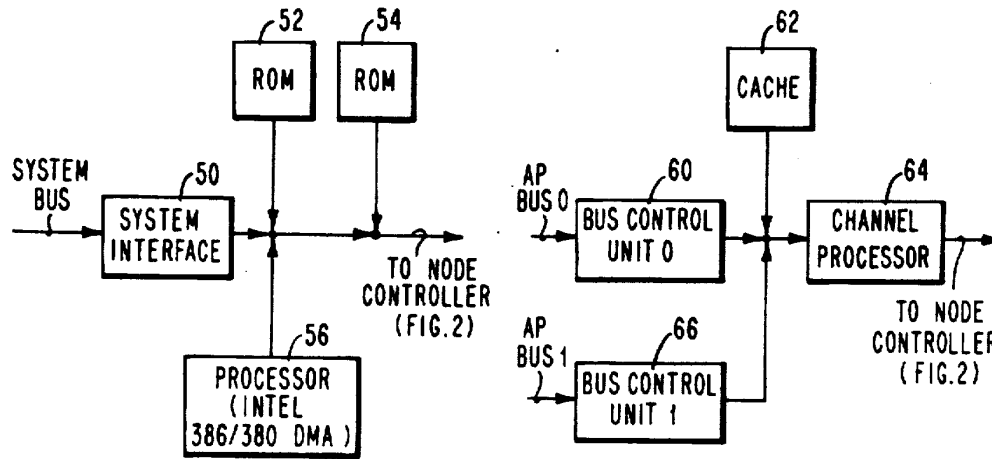 52
ROM
54
ROM
SYSTEM
BUS
50
SYSTEM
INTERFACE
TO NODE
CONTROLLER
(FIG.2)
56
PROCESSOR
(INTEL
386/380 DMA)
62
CACHE
AP
BUS 0
60
BUS CONTROL
UNIT 0
64
CHANNEL
PROCESSOR
TO NODE
CONTROLLER
(FIG.2)
AP
BUS 1
66
BUS CONTROL
UNIT 1